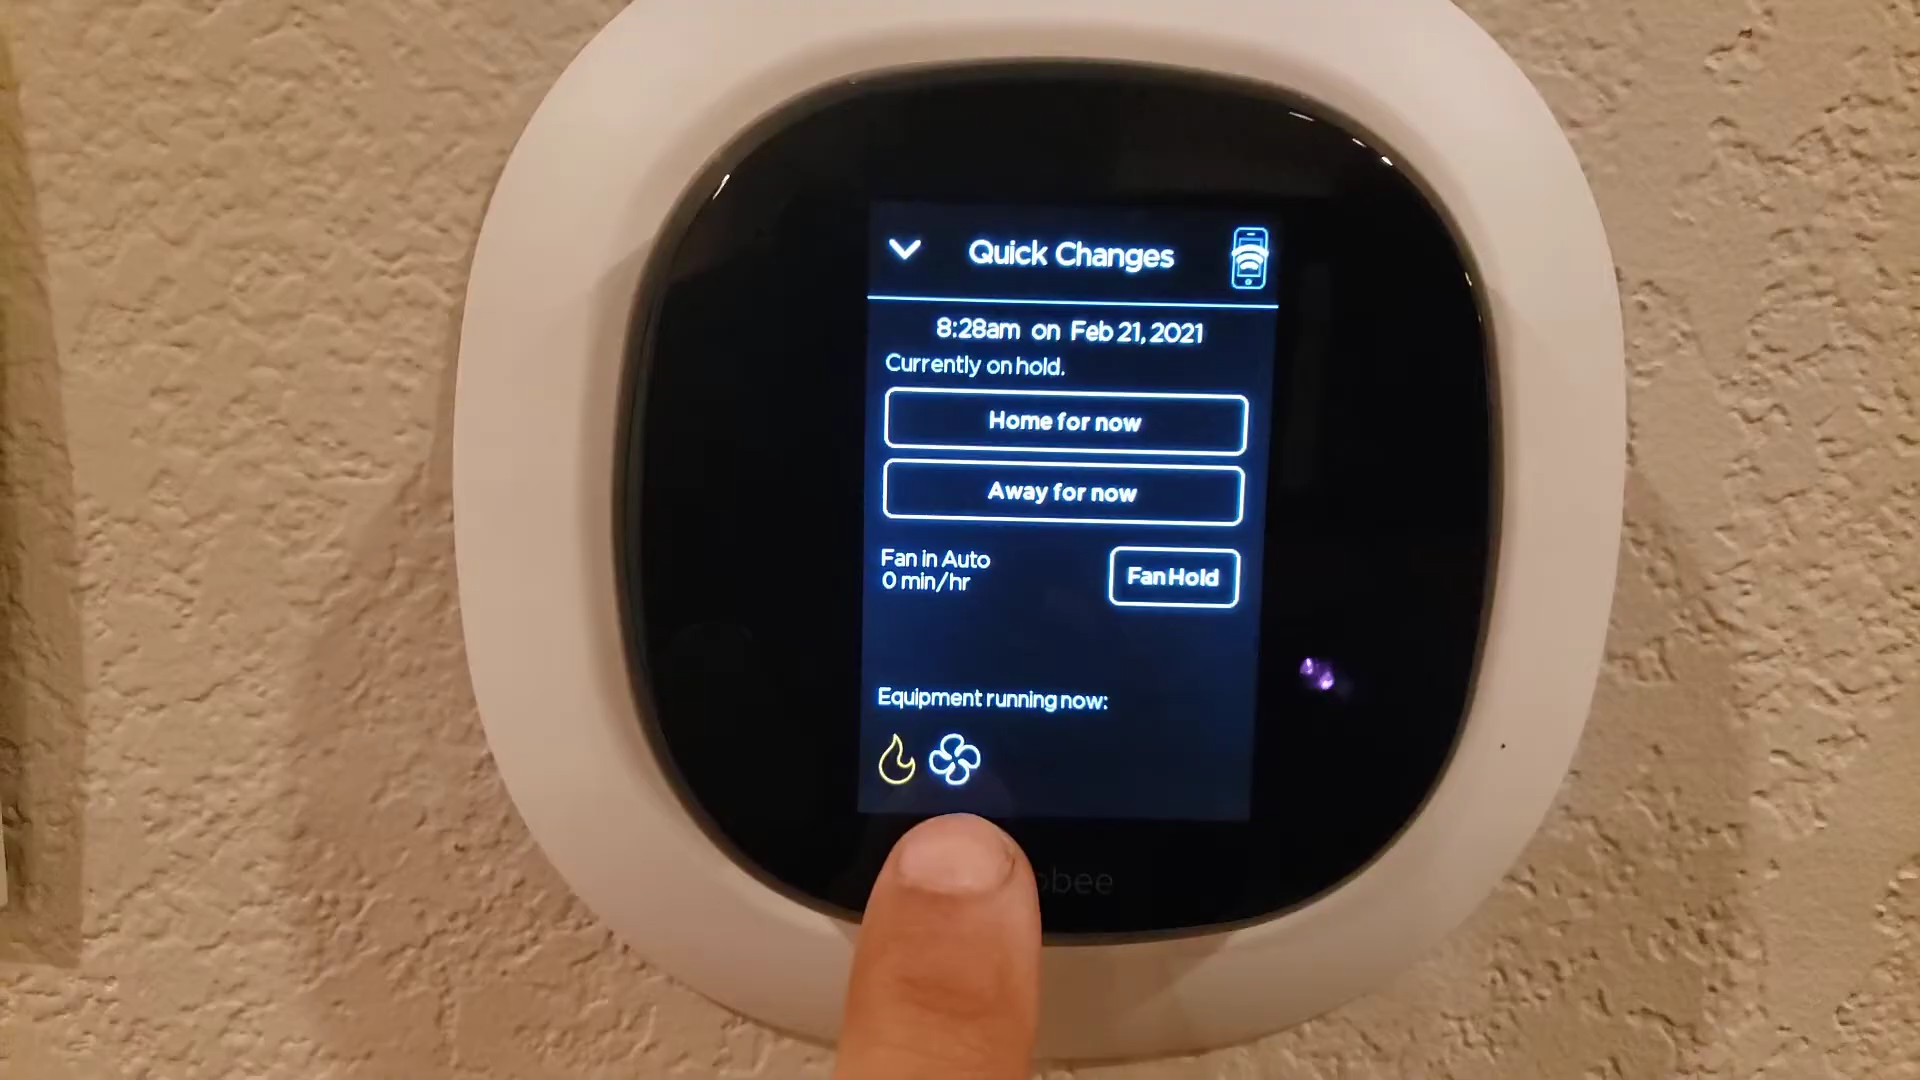 Quick Changes
8:28am on Feb 21, 2021
Currently on hold.
Home for now
Away for now
Fan in Auto
0 min/hr
Fan Hold
Equipment running now:
bee